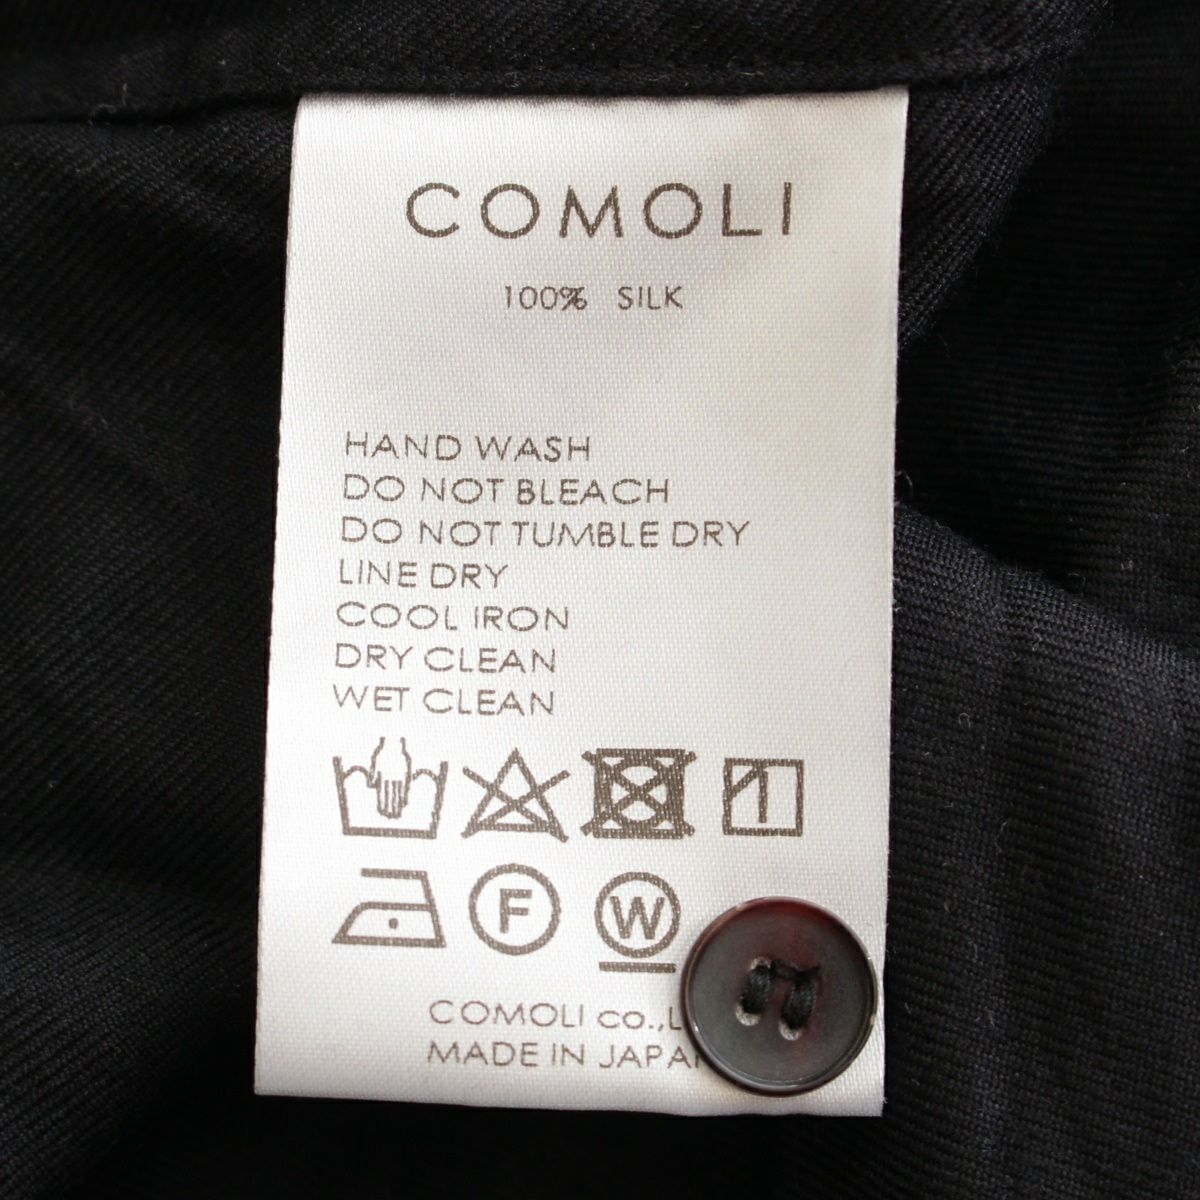 COMOLI
100% SILK
HAND WASH
DO NOT BLEACH
DO NOT TUMBLE DRY
LINE DRY
COOL IRON
DRY CLEAN
WET CLEAN
F W
COMOLI co.,
MADE IN